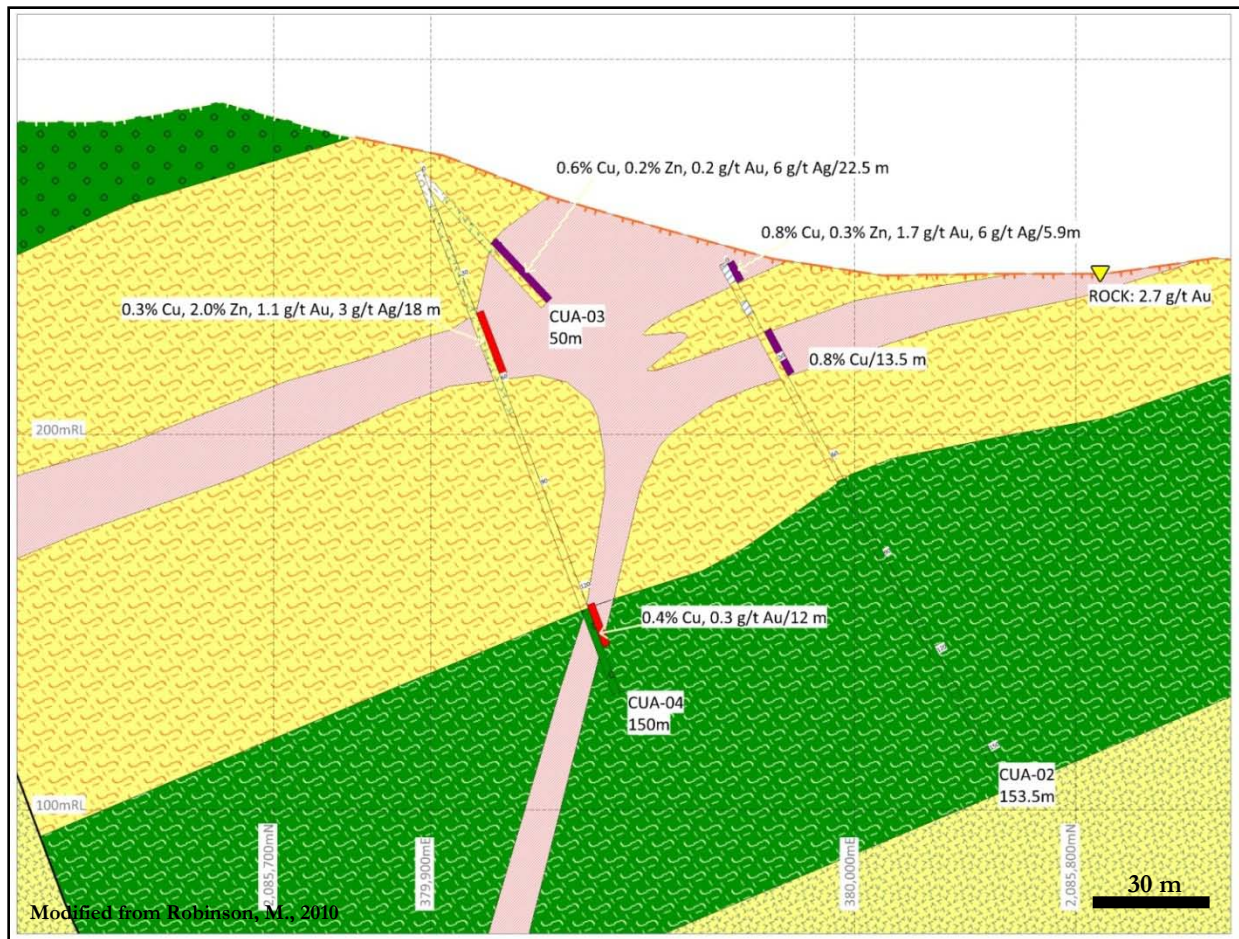 0.6% Cu, 0.2% Zn, 0.2 g/t Au, 6 g/t Ag/22.5 m
0.8% Cu, 0.3% Zn, 1.7 g/t Au, 6 g/t Ag/5.9m
ROCK: 2.7 g/t Au
0.3% Cu, 2.0% Zn, 1.1 g/t Au, 3 g/t Ag/18 m
CUA-03
50m
0.8% Cu/13.5 m
200mRL
120
0.4% Cu, 0.3 g/t Au/12 m
CUA-04
150m
CUA-02
153.5m
100mRL
2,085,700mN
379,900mE
380,000mE
2,085,800mN
30 m
Modified from Robinson, M., 2010